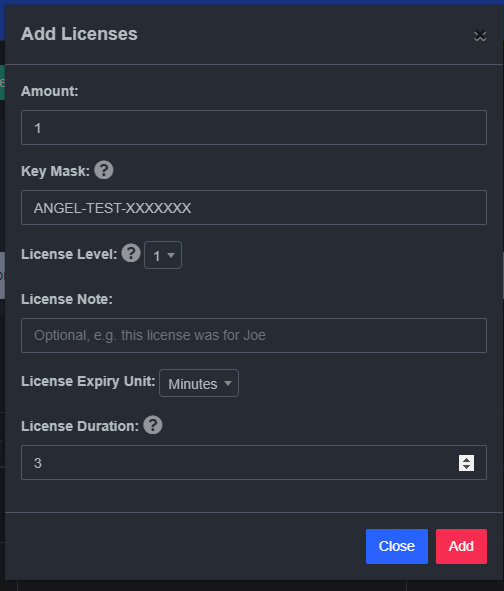 Add Licenses
Amount:
1
Key Mask:
ANGEL-TEST-XXXXXXX
License Level: 1
License Note:
Optional, e.g. this license was for Joe
License Expiry Unit: Minutes
License Duration:
3
Close Add